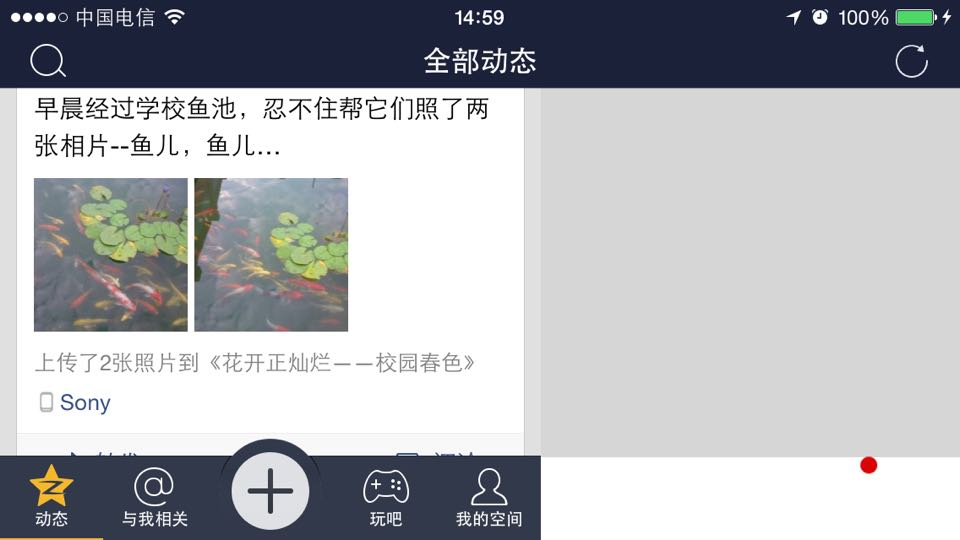 中国电信
14:59
100%
全部动态
早晨经过学校鱼池，忍不住帮它们照了两
张相片--鱼儿，鱼儿…
上传了2张照片到《花开正灿烂——校园春色》
Sony
动态
与我相关
玩吧
我的空间